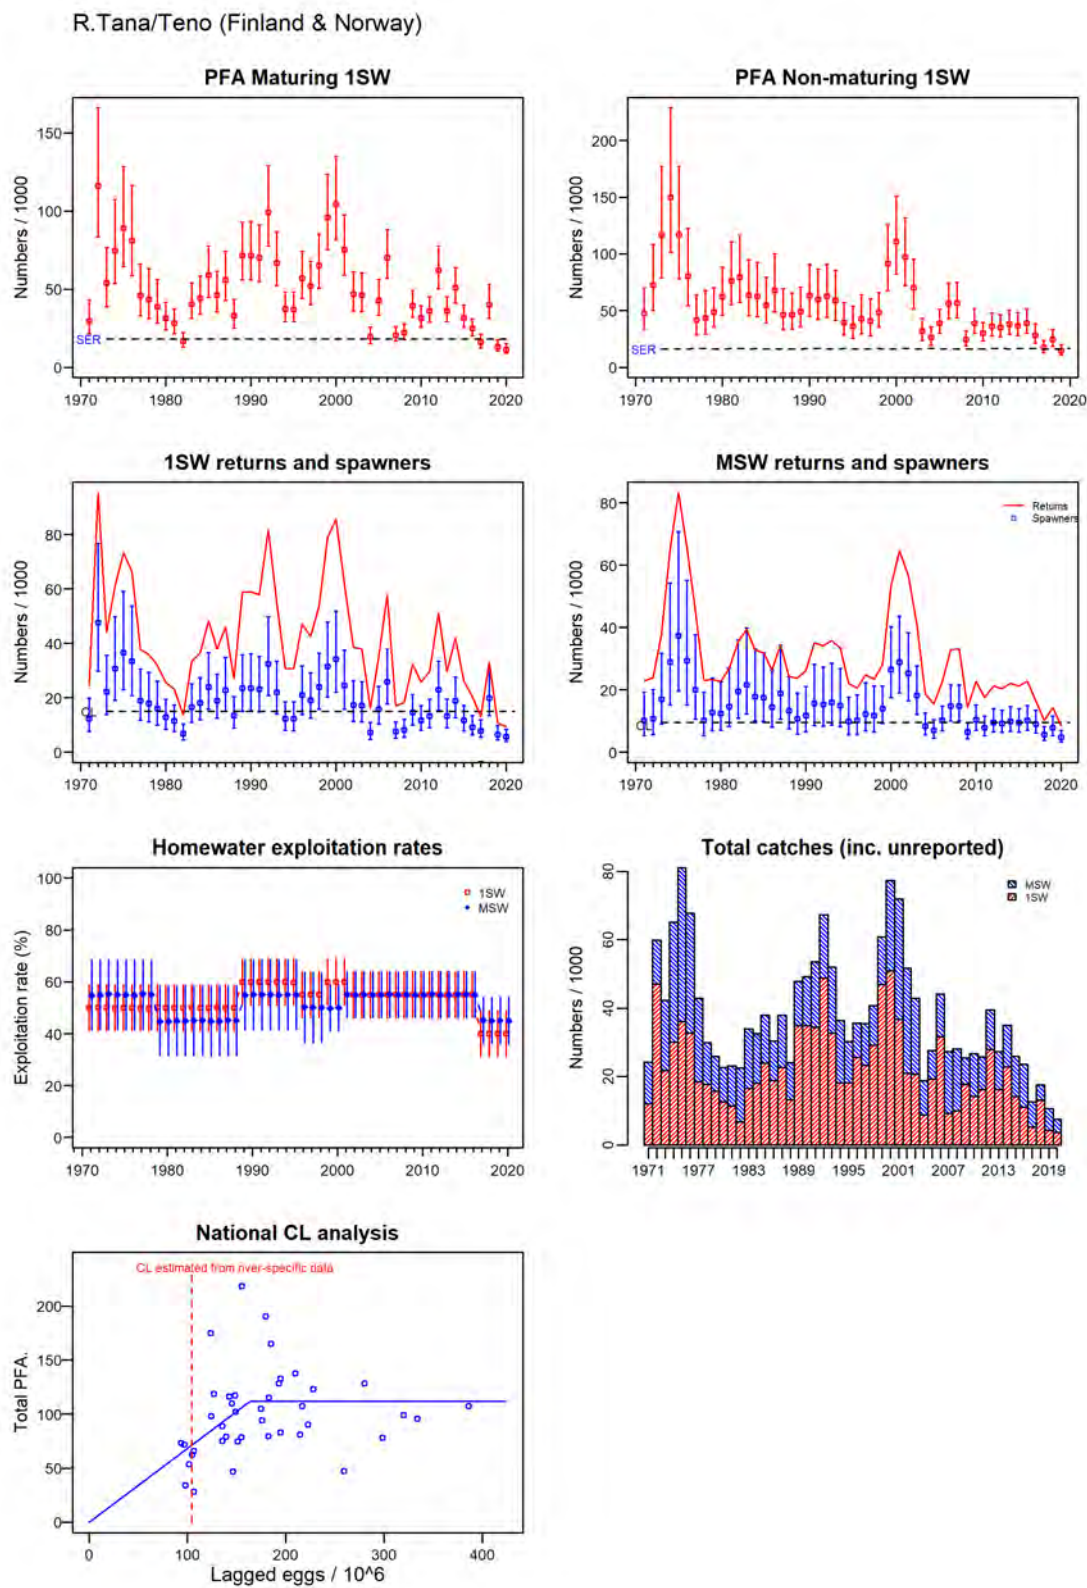 R.Tana/Teno (Finland & Norway)
PFA Maturing 1SW
Numbers / 1000
150
100
50
0
SER
1970 1980 1990 2000 2010 2020
PFA Non-maturing 1SW
Numbers / 1000
200
150
100
50
0
SER
1970 1980 1990 2000 2010 2020
1SW returns and spawners
Numbers / 1000
80
60
40
20
0
CL
1970 1980 1990 2000 2010 2020
MSW returns and spawners
Returns
Spawners
Numbers / 1000
80
60
40
20
0
CL
1970 1980 1990 2000 2010 2020
Homewater exploitation rates
1SW
MSW
Exploitation rate (%)
100
80
60
40
20
0
1970 1980 1990 2000 2010 2020
Total catches (inc. unreported)
MSW
1SW
Numbers / 1000
80
60
40
20
0
1971 1977 1983 1989 1995 2001 2007 2013 2019
National CL analysis
CL estimated from river-specific data
Total PFA.
200
150
100
50
0
0 100 200 300 400
Lagged eggs / 10^6